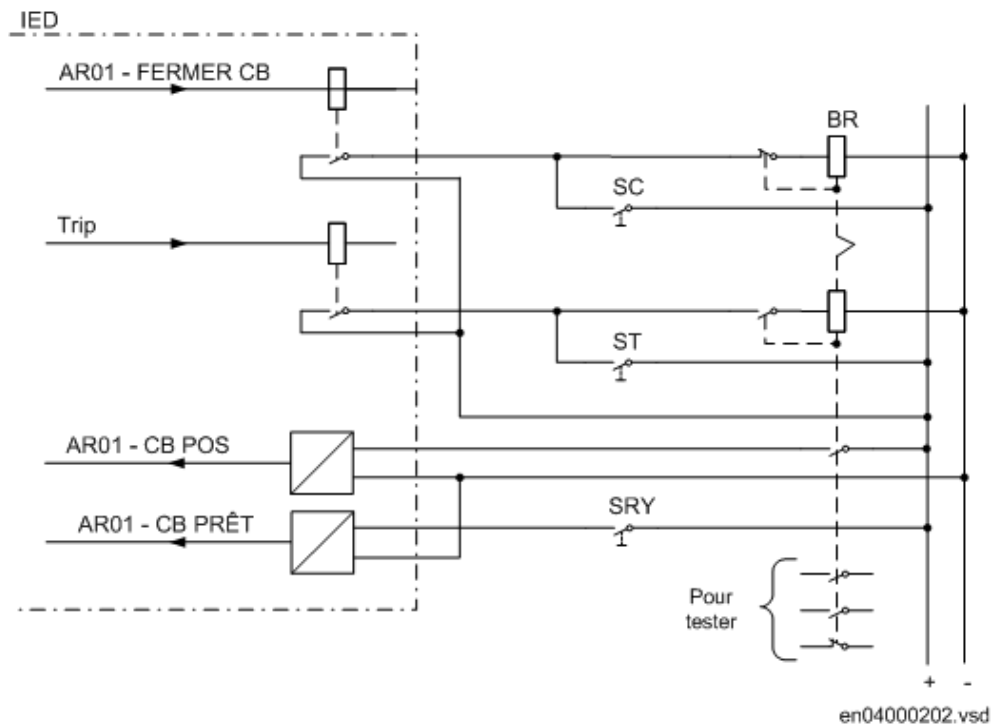 IED
AR01 - FERMER CB
BR
SC
Trip
ST
AR01 - CB POS
AR01 - CB PRÊT
SRY
Pour
tester
+ -
en04000202.vsd